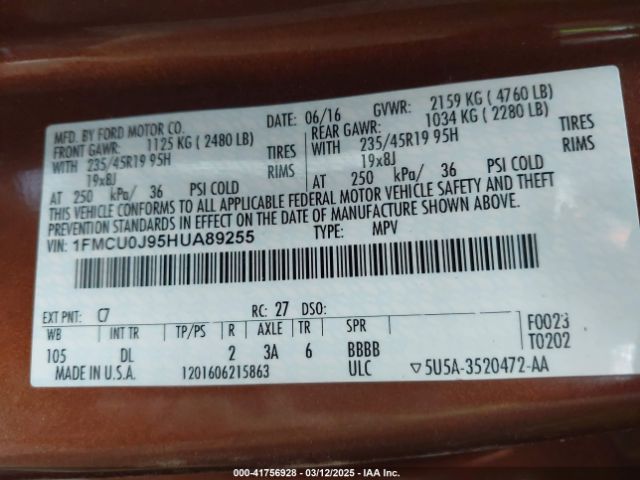 MFD. BY FORD MOTOR CO. DATE: 06/16 GVWR: 2159 KG ( 4760 LB)
FRONT GAWR: 1125 KG ( 2480 LB) REAR GAWR: 1034 KG ( 2280 LB)
WITH 235/45R19 95H TIRES WITH 235/45R19 95H TIRES
19x8J RIMS 19x8J RIMS
AT 250 kPa/ 36 PSI COLD AT 250 kPa/ 36 PSI COLD
THIS VEHICLE CONFORMS TO ALL APPLICABLE FEDERAL MOTOR VEHICLE SAFETY AND THEFT
PREVENTION STANDARDS IN EFFECT ON THE DATE OF MANUFACTURE SHOWN ABOVE.
VIN: 1FMCU0J95HUA89255 TYPE: MPV
EXT PNT: C7 RC: 27 DSO:
WB INT TR TP/PS R AXLE TR SPR F0023
105 DL 2 3A 6 BBBB T0202
MADE IN U.S.A. 1201606215863 ULC ▽5U5A-3520472-AA
© 41756928 - 03/12/2025 - IAA Inc.